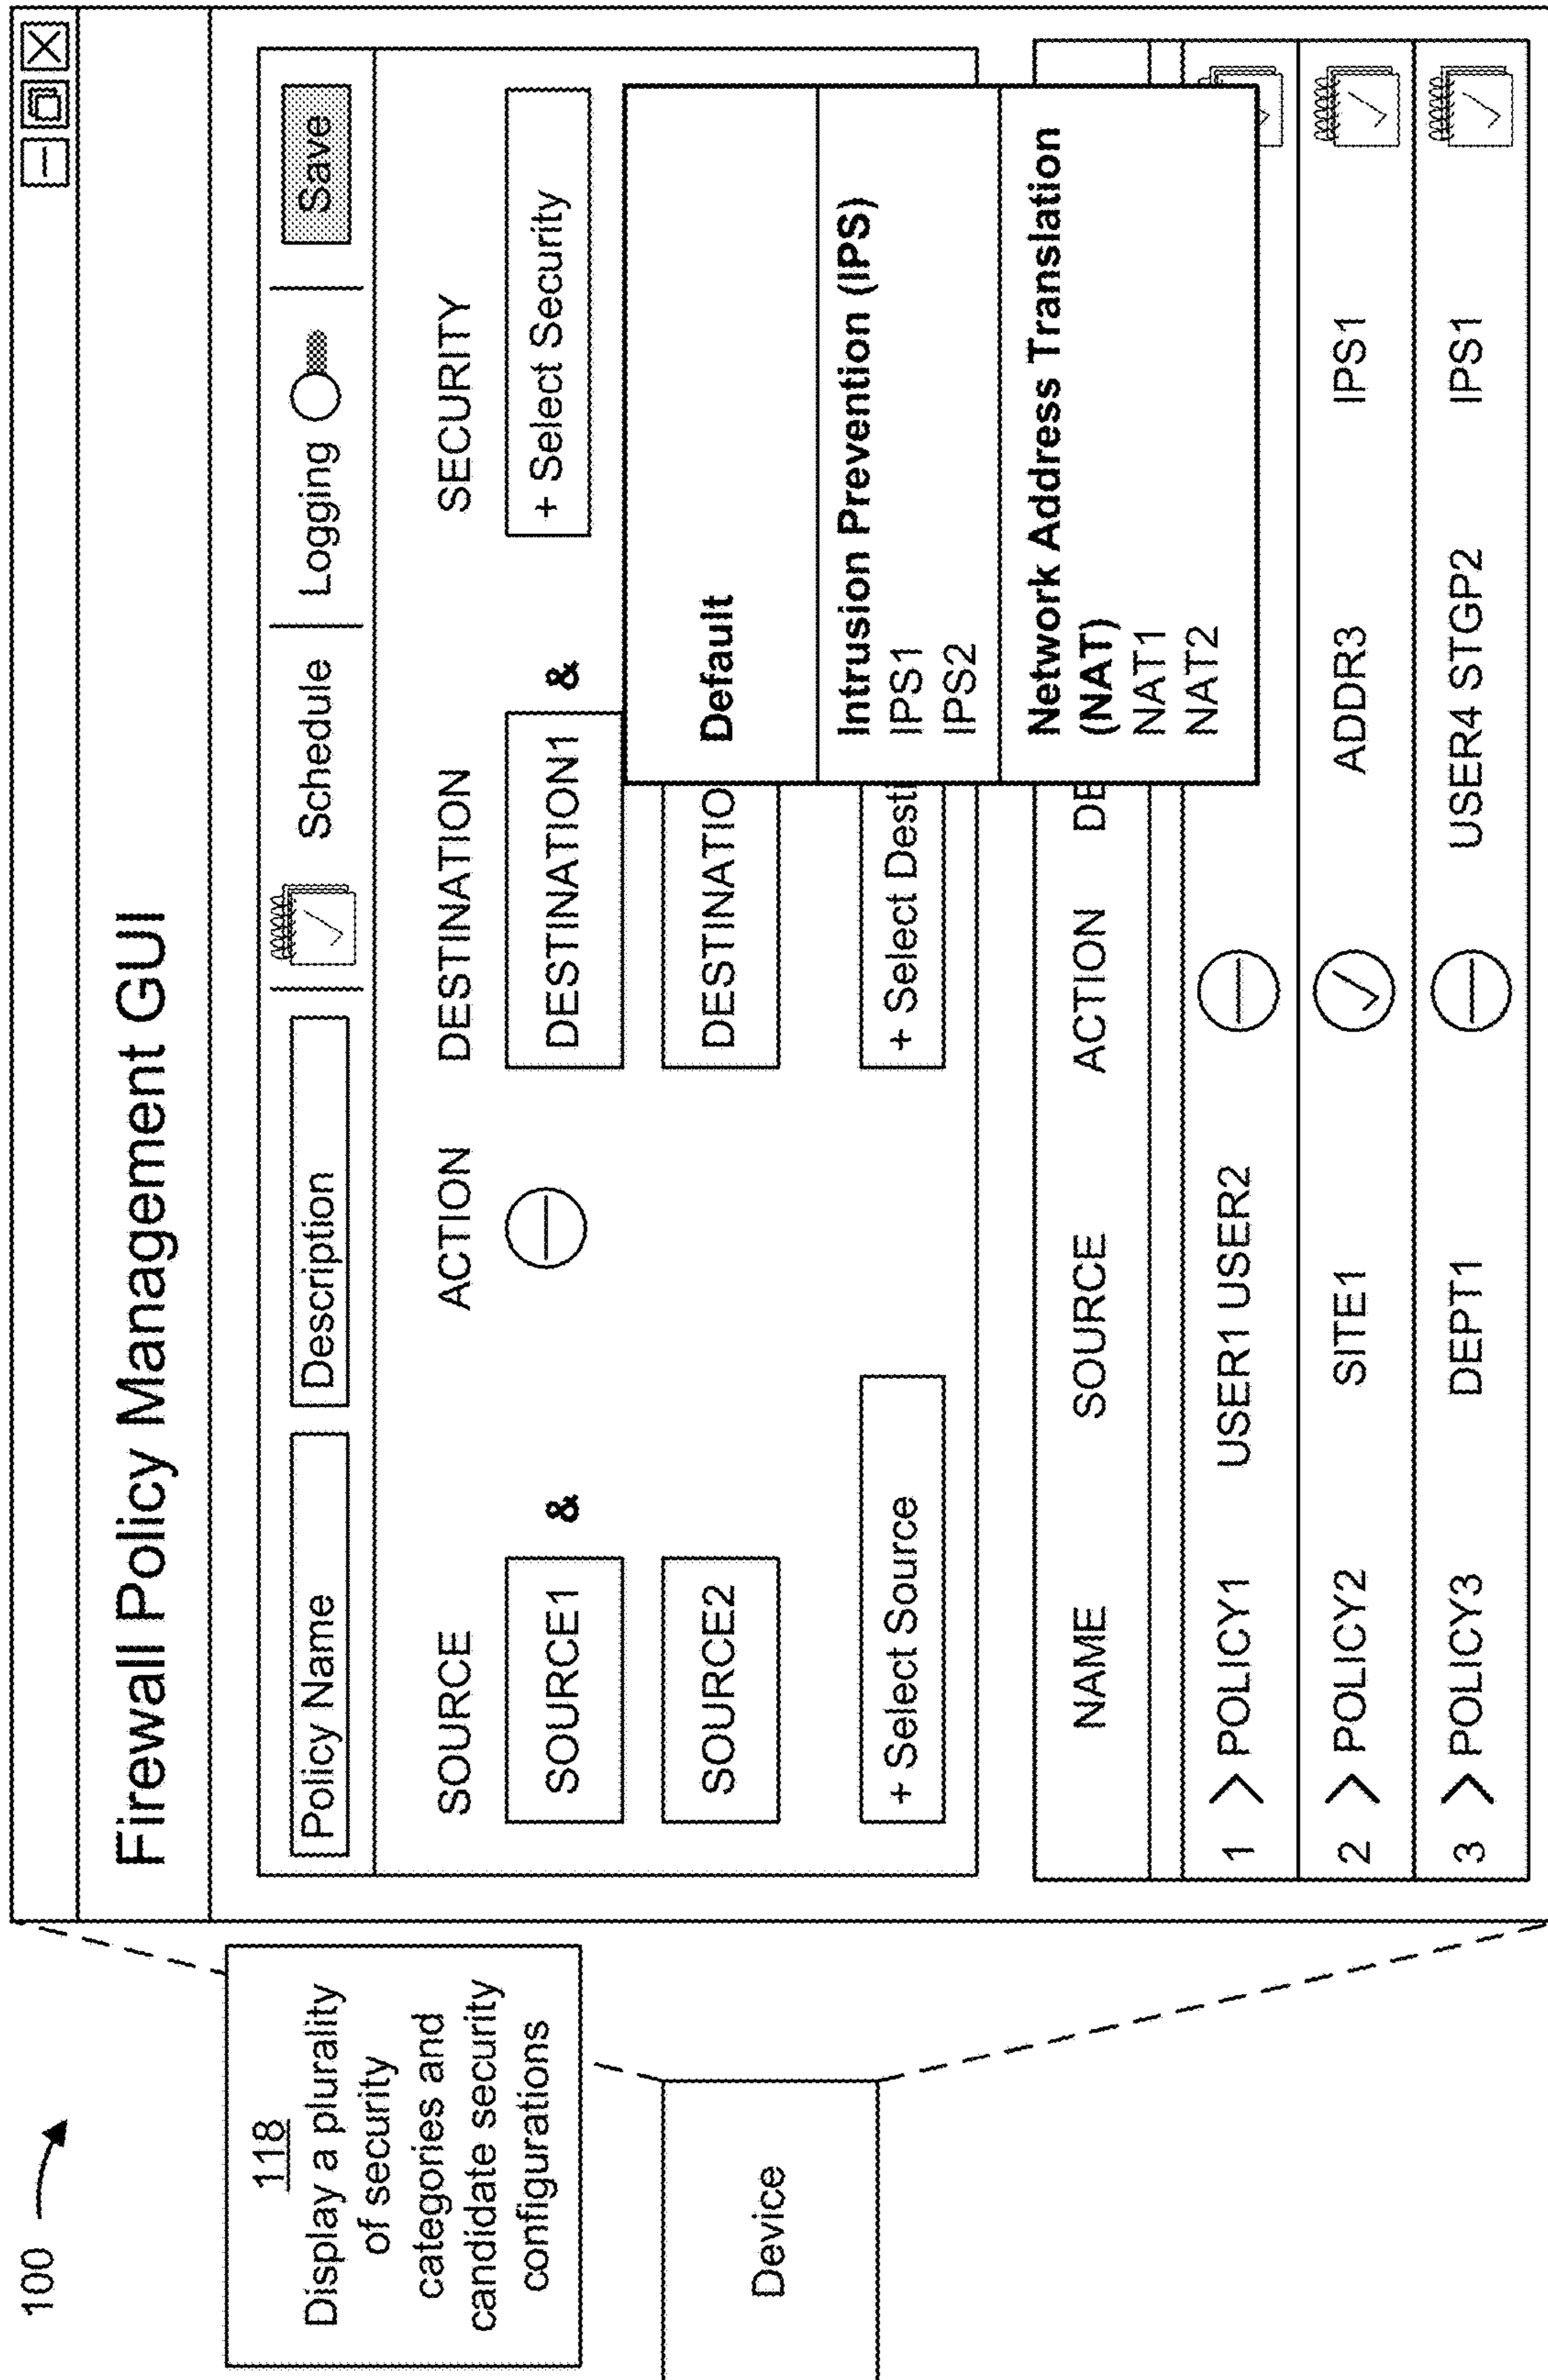 100
118
Display a plurality
of security
categories and
candidate security
configurations
Device
Firewall Policy Management GUI
Policy Name
Description
Schedule
Logging
Save
SOURCE
ACTION
DESTINATION
SECURITY
SOURCE1
&
DESTINATION1
&
+ Select Security
SOURCE2
DESTINATIO
+ Select Source
+ Select Dest
Default
Intrusion Prevention (IPS)
IPS1
IPS2
Network Address Translation
(NAT)
NAT1
NAT2
NAME
SOURCE
ACTION
DE
1 > POLICY1 USER1 USER2
2 > POLICY2 SITE1 ADDR3 IPS1
3 > POLICY3 DEPT1 USER4 STGP2 IPS1